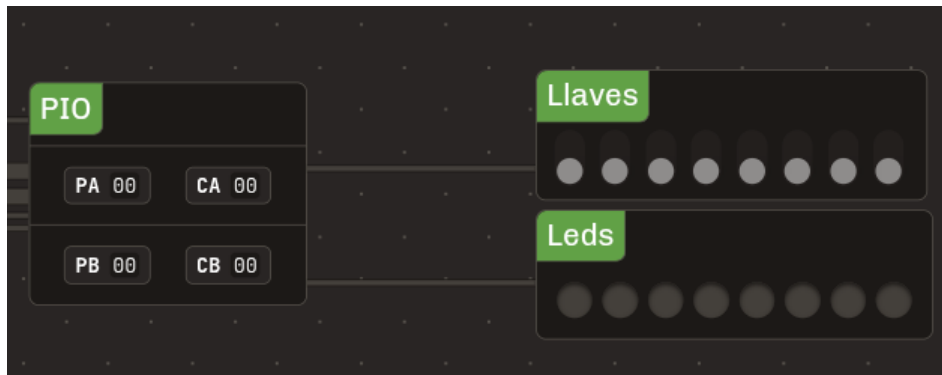 PIO
PA 00 CA 00
PB 00 CB 00
Llaves
Leds